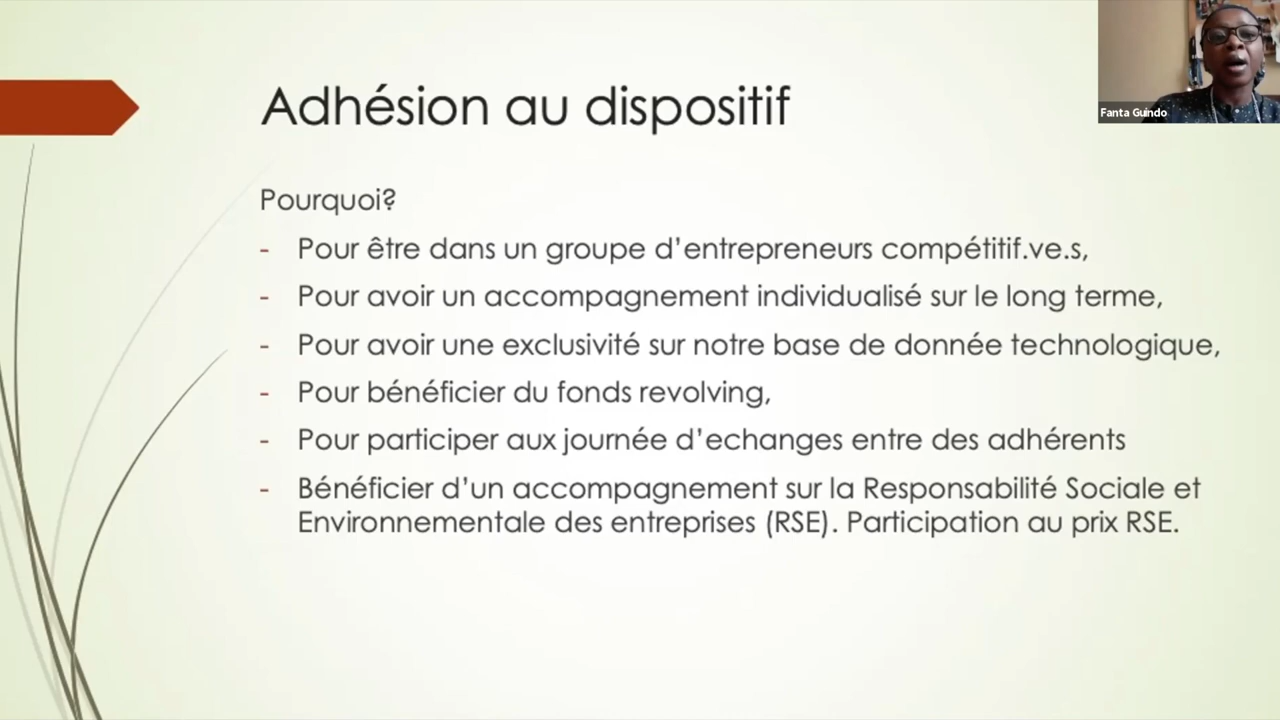 Adhésion au dispositif
Fanta Guindo
Pourquoi?
- Pour être dans un groupe d’entrepreneurs compétitif.ve.s,
- Pour avoir un accompagnement individualisé sur le long terme,
- Pour avoir une exclusivité sur notre base de donnée technologique,
- Pour bénéficier du fonds revolving,
- Pour participer aux journée d’echanges entre des adhérents
- Bénéficier d’un accompagnement sur la Responsabilité Sociale et
Environnementale des entreprises (RSE). Participation au prix RSE.